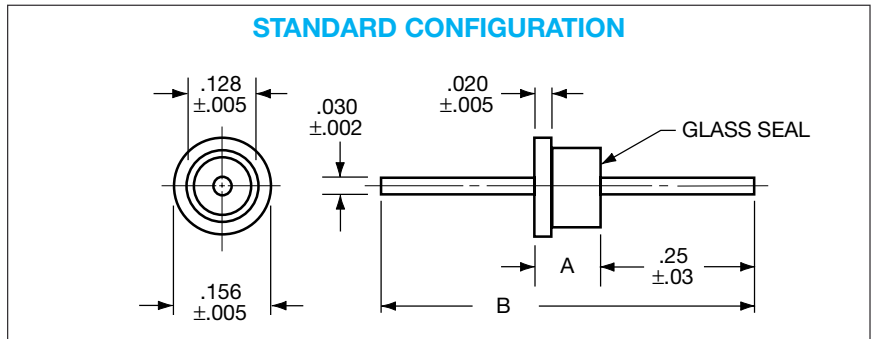 STANDARD CONFIGURATION
.128
±.005
.020
±.005
.030
±.002
GLASS SEAL
A
.25
±.03
B
.156
±.005